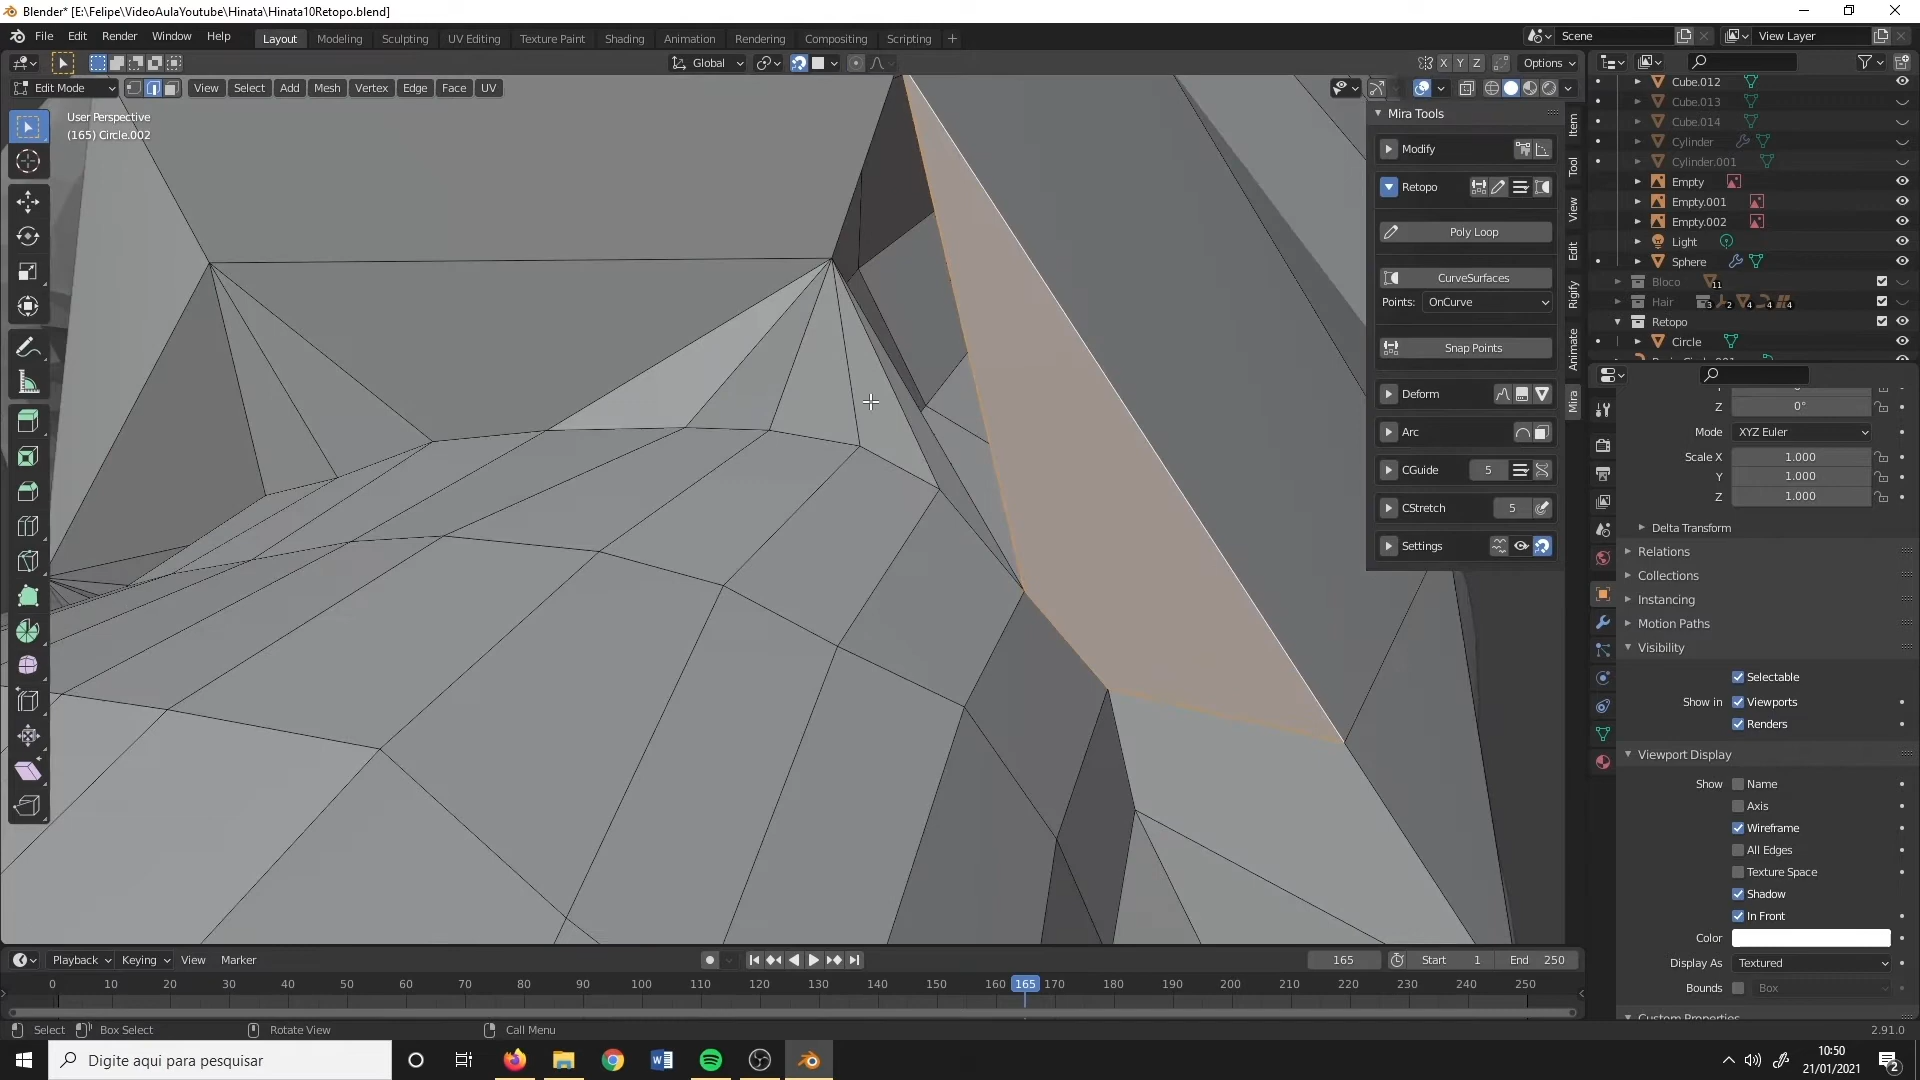 Blender* [E:\Felipe\VideoAulaYoutube\Hinata\Hinata10Retopo.blend]
File Edit Render Window Help Layout Modeling Sculpting UV Editing Texture Paint Shading Animation Rendering Compositing Scripting + Scene View Layer
Global X Y Z Options
Edit Mode View Select Add Mesh Vertex Edge Face UV
User Perspective
(165) Circle.002
Mira Tools
Modify
Retopo
Poly Loop
CurveSurfaces
Points: OnCurve
Snap Points
Deform
Arc
CGuide 5
CStretch 5
Settings
Item
Tool
View
Edit
Rigify
Animate
Mira
Cube.012
Cube.013
Cube.014
Cylinder
Cylinder.001
Empty
Empty.001
Empty.002
Light
Sphere
Bloco 11
Hair 3 2 4 4 4
Retopo
Circle
Z 0°
Mode XYZ Euler
Scale X 1.000
Y 1.000
Z 1.000
Delta Transform
Relations
Collections
Instancing
Motion Paths
Visibility
Selectable
Show in Viewports
Renders
Viewport Display
Show Name
Axis
Wireframe
All Edges
Texture Space
Shadow
In Front
Color
Display As Textured
Bounds Box
Custom Properties
Playback Keying View Marker 165 Start 1 End 250
0 10 20 30 40 50 60 70 80 90 100 110 120 130 140 150 160 165 170 180 190 200 210 220 230 240 250
Select Box Select Rotate View Call Menu 2.91.0
Digite aqui para pesquisar
10:50
21/01/2021
2